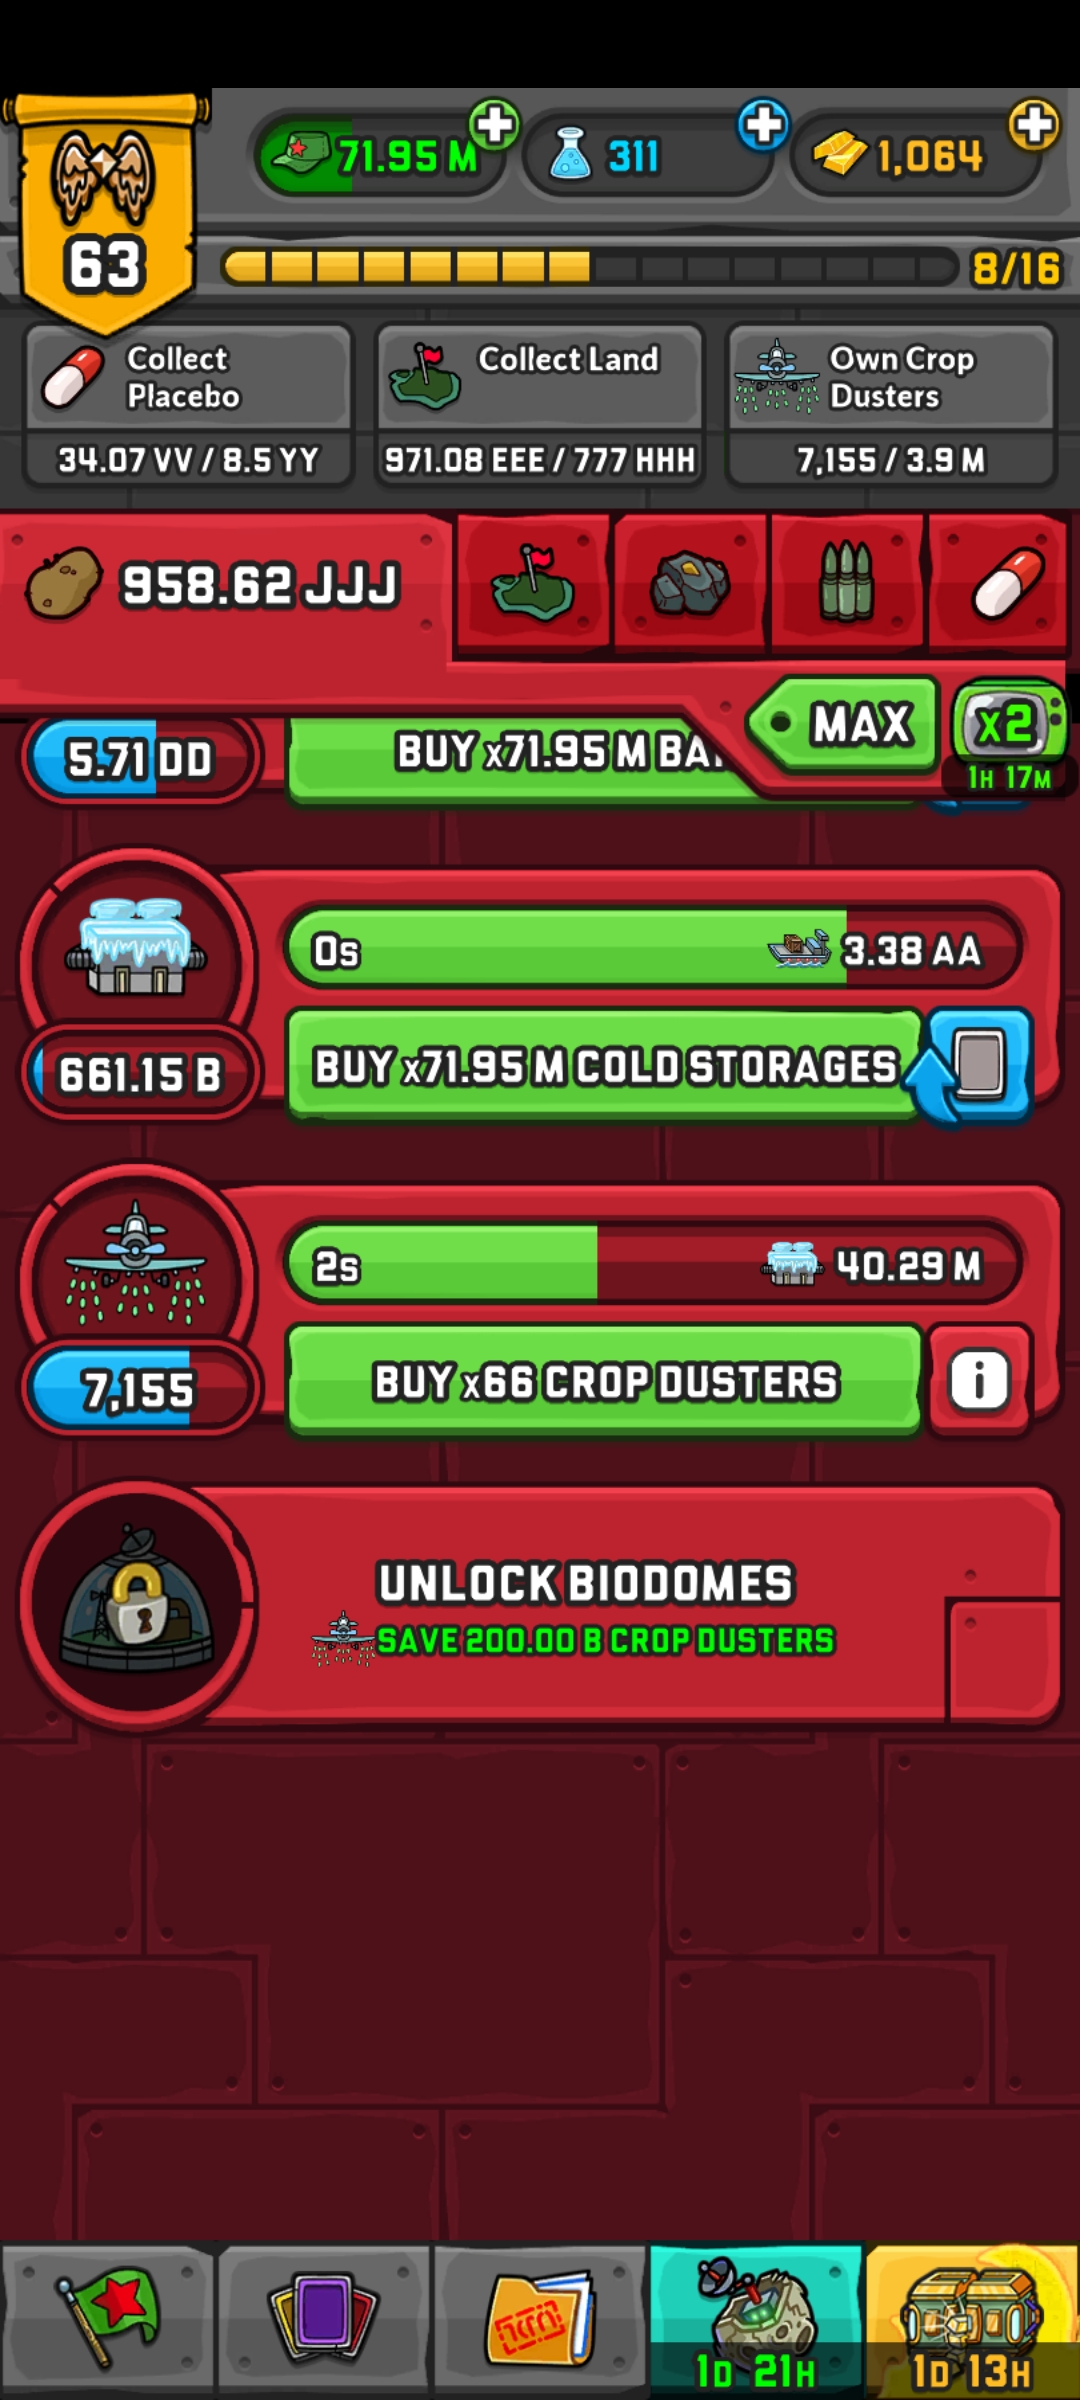 71.95 M
311
1,064
63
8/16
Collect
Placebo
34.07 VV / 8.5 YY
Collect Land
971.08 EEE / 777 HHH
Own Crop
Dusters
7,155 / 3.9 M
958.62 JJJ
MAX
x2
1H 17M
5.71 DD
BUY x71.95 M
0s
3.38 AA
661.15 B
BUY x71.95 M COLD STORAGES
2s
40.29 M
7,155
BUY x66 CROP DUSTERS
i
UNLOCK BIODOMES
SAVE 200.00 B CROP DUSTERS
1D 21H
1D 13H